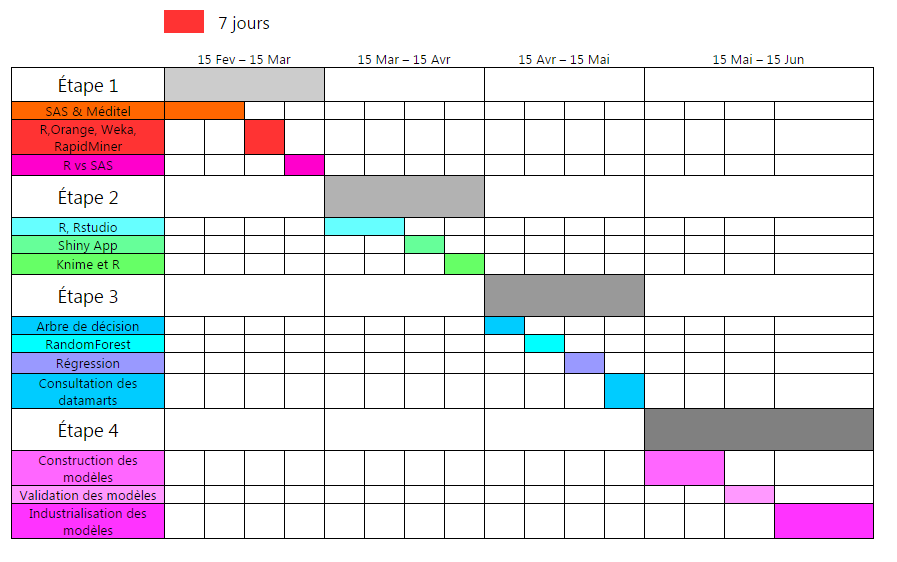 7 jours
15 Fev – 15 Mar
15 Mar – 15 Avr
15 Avr – 15 Mai
15 Mai – 15 Jun
Étape 1
SAS & Méditel
R,Orange, Weka,
RapidMiner
R vs SAS
Étape 2
R, Rstudio
Shiny App
Knime et R
Étape 3
Arbre de décision
RandomForest
Régression
Consultation des
datamarts
Étape 4
Construction des
modèles
Validation des modèles
Industrialisation des
modèles